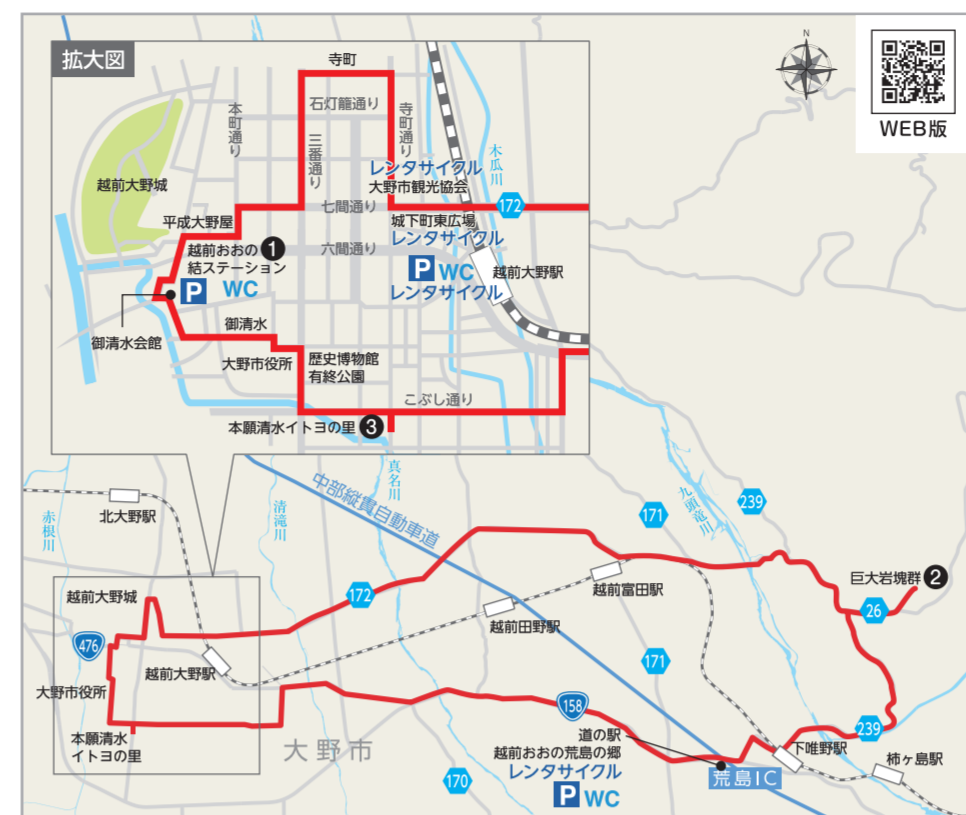 拡大図
寺町
石灯籠通り
本町通り
三番通り
寺町通り
木瓜川
N
WEB版
レンタサイクル
大野市観光協会
越前大野城
平成大野屋
七間通り
172
城下町東広場
レンタサイクル
越前おおの
結ステーション
1
六間通り
P WC
レンタサイクル
越前大野駅
P WC
御清水会館
御清水
大野市役所
歴史博物館
有終公園
こぶし通り
本願清水イトヨの里 3
真名川
中部縦貫自動車道
清滝川
赤根川
北大野駅
171
九頭竜川
239
越前大野城
172
越前富田駅
巨大岩塊群 2
26
476
越前田野駅
越前大野駅
171
大野市役所
158
239
本願清水
イトヨの里
大野市
道の駅
越前おおの荒島の郷
レンタサイクル
P WC
荒島IC
下唯野駅
柿ヶ島駅
170